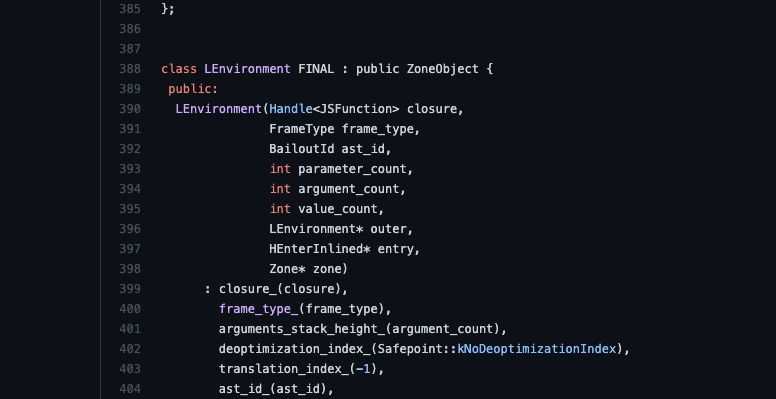 385 };
386
387
388 class LEnvironment FINAL : public ZoneObject {
389  public:
390   LEnvironment(Handle<JSFunction> closure,
391                FrameType frame_type,
392                BailoutId ast_id,
393                int parameter_count,
394                int argument_count,
395                int value_count,
396                LEnvironment* outer,
397                HEnterInlined* entry,
398                Zone* zone)
399       : closure_(closure),
400         frame_type_(frame_type),
401         arguments_stack_height_(argument_count),
402         deoptimization_index_(Safepoint::kNoDeoptimizationIndex),
403         translation_index_(-1),
404         ast_id_(ast_id),